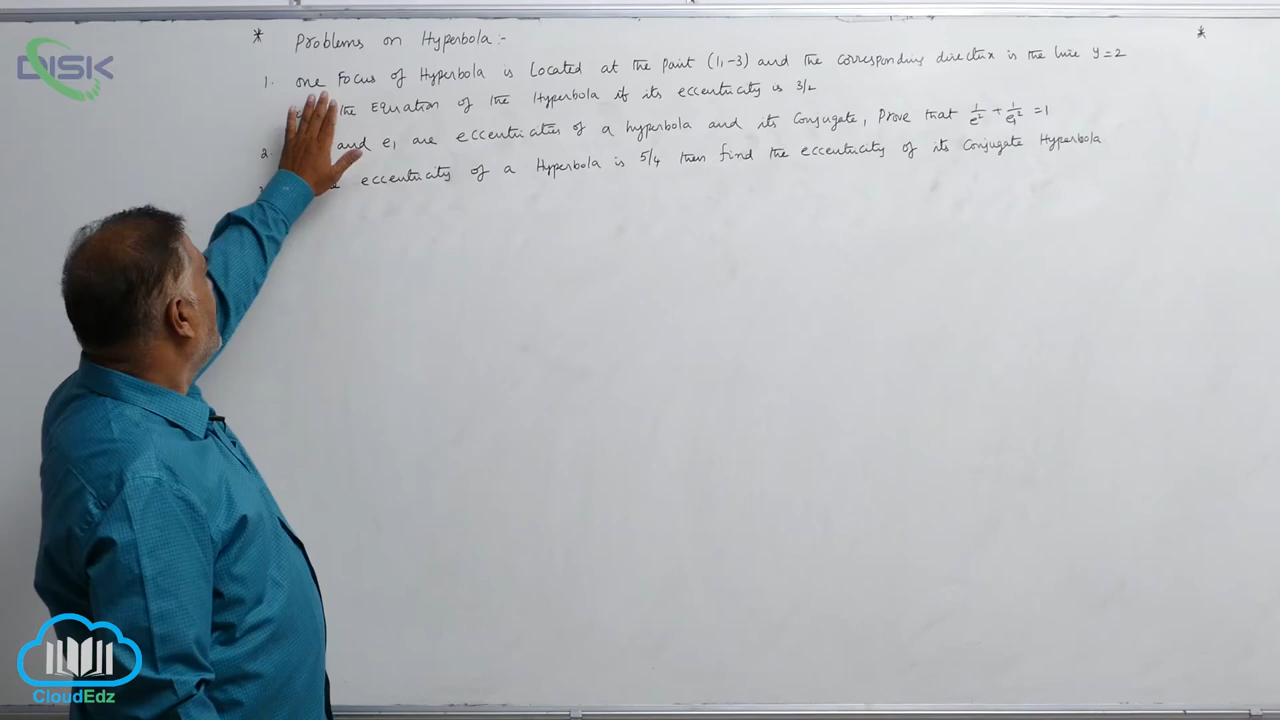 DISK
* Problems on Hyperbola :- *
1. one Focus of Hyperbola is Located at the point (1,-3) and the corresponding directrix is the line y=2
the Equation of the Hyperbola if its eccentricity is 3/2
2. and e₁ are eccentricities of a hyperbola and its Conjugate, Prove that 1/e² + 1/e₁² =1
eccentricity of a Hyperbola is 5/4 then find the eccentricity of its Conjugate Hyperbola
CloudEdz